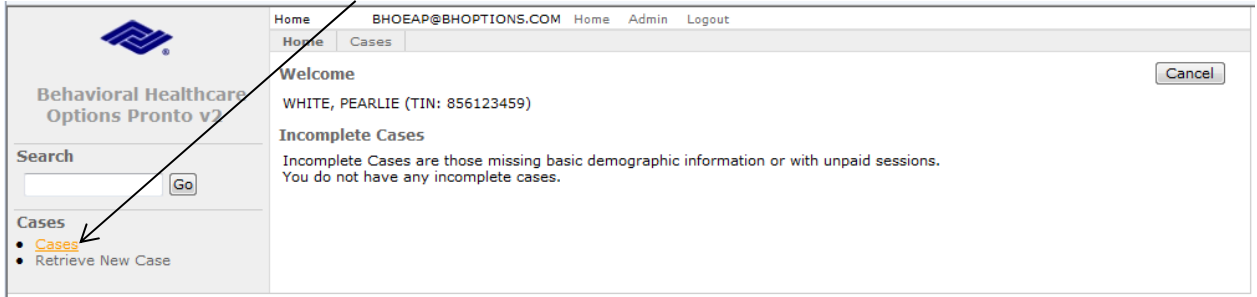 Home BHOEAP@BHOPTIONS.COM Home Admin Logout
Home Cases
Behavioral Healthcare
Options Pronto v2
Search
Go
Cases
• Cases
• Retrieve New Case
Welcome
Cancel
WHITE, PEARLIE (TIN: 856123459)
Incomplete Cases
Incomplete Cases are those missing basic demographic information or with unpaid sessions.
You do not have any incomplete cases.